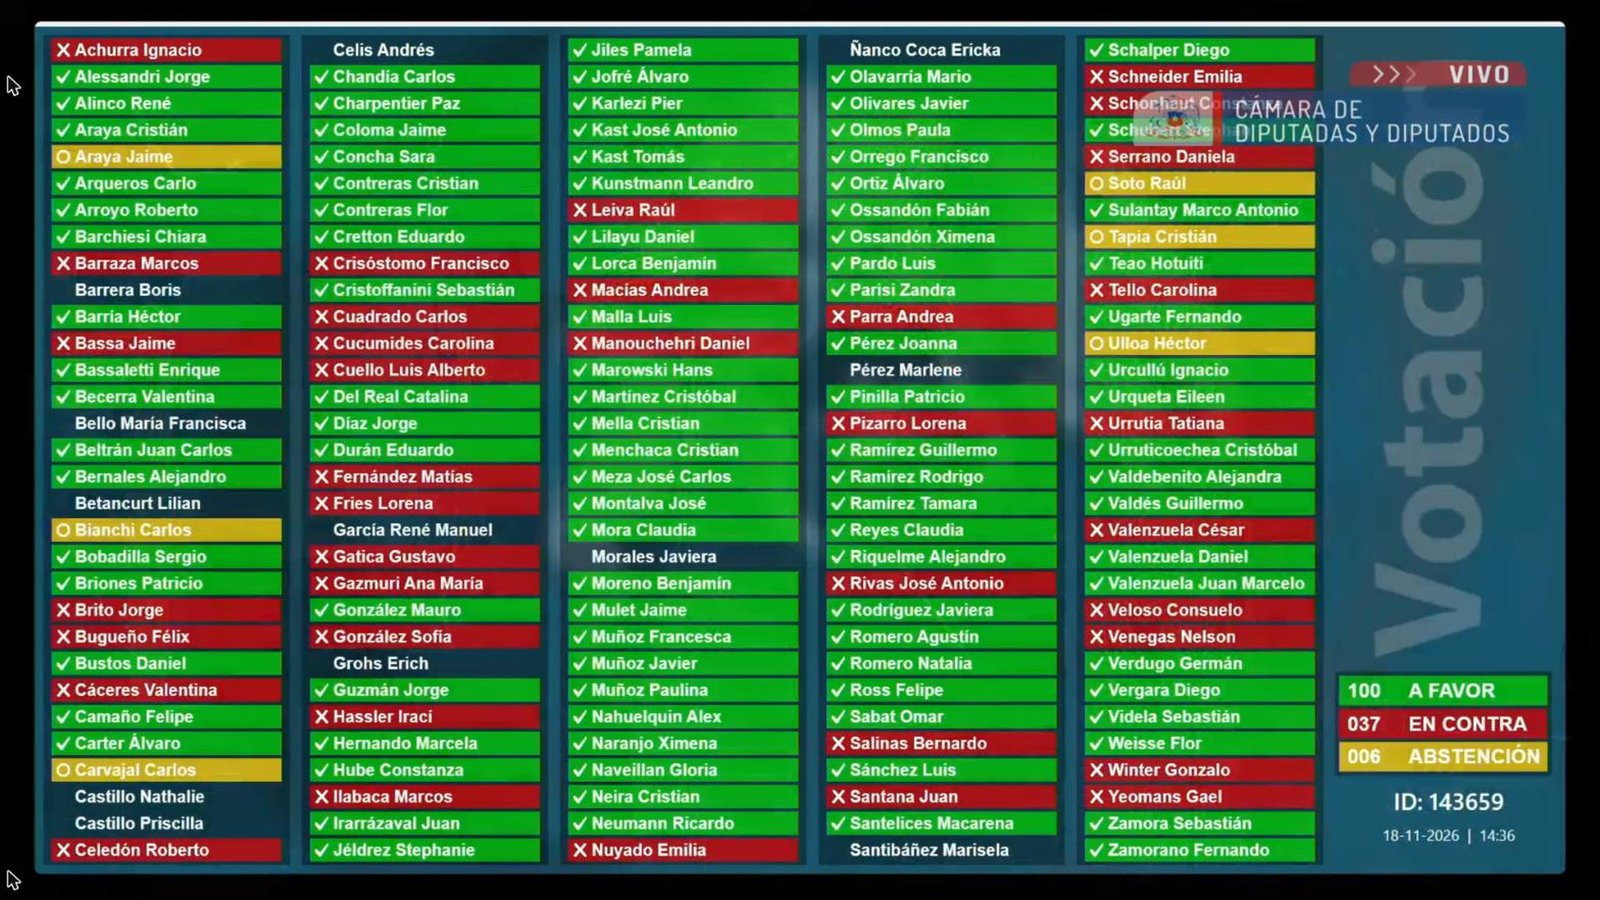 X Achurra Ignacio
✓ Alessandri Jorge
✓ Alinco René
✓ Araya Cristián
O Araya Jaime
✓ Arqueros Carlo
✓ Arroyo Roberto
✓ Barchiesi Chiara
X Barraza Marcos
Barrera Boris
✓ Barría Héctor
X Bassa Jaime
✓ Bassaletti Enrique
✓ Becerra Valentina
Bello María Francisca
✓ Beltrán Juan Carlos
✓ Bernales Alejandro
Betancurt Lilian
O Bianchi Carlos
✓ Bobadilla Sergio
✓ Briones Patricio
X Brito Jorge
X Bugueño Félix
✓ Bustos Daniel
X Cáceres Valentina
✓ Camaño Felipe
✓ Carter Álvaro
O Carvajal Carlos
Castillo Nathalie
Castillo Priscilla
X Celedón Roberto
Celis Andrés
✓ Chandía Carlos
✓ Charpentier Paz
✓ Coloma Jaime
✓ Concha Sara
✓ Contreras Cristian
✓ Contreras Flor
✓ Cretton Eduardo
X Crisóstomo Francisco
✓ Cristoffanini Sebastián
X Cuadrado Carlos
X Cucumides Carolina
X Cuello Luis Alberto
✓ Del Real Catalina
✓ Díaz Jorge
✓ Durán Eduardo
X Fernández Matías
X Fries Lorena
García René Manuel
X Gatica Gustavo
X Gazmuri Ana María
✓ González Mauro
X González Sofía
Grohs Erich
✓ Guzmán Jorge
X Hassler Irací
✓ Hernando Marcela
✓ Hube Constanza
X Ilabaca Marcos
✓ Irarrázaval Juan
✓ Jéldrez Stephanie
✓ Jiles Pamela
✓ Jofré Álvaro
✓ Karlezi Pier
✓ Kast José Antonio
✓ Kast Tomás
✓ Kunstmann Leandro
X Leiva Raúl
✓ Lilayu Daniel
✓ Lorca Benjamín
X Macías Andrea
✓ Malla Luis
X Manouchehri Daniel
✓ Marowski Hans
✓ Martínez Cristóbal
✓ Mella Cristian
✓ Menchaca Cristian
✓ Meza José Carlos
✓ Montalva José
✓ Mora Claudia
Morales Javiera
✓ Moreno Benjamín
✓ Mulet Jaime
✓ Muñoz Francesca
✓ Muñoz Javier
✓ Muñoz Paulina
✓ Nahuelquin Alex
✓ Naranjo Ximena
✓ Naveillan Gloria
✓ Neira Cristian
✓ Neumann Ricardo
X Nuyado Emilia
Ñanco Coca Ericka
✓ Olavarría Mario
✓ Olivares Javier
✓ Olmos Paula
✓ Orrego Francisco
✓ Ortiz Álvaro
✓ Ossandón Fabián
✓ Ossandón Ximena
✓ Pardo Luis
✓ Parisi Zandra
X Parra Andrea
✓ Pérez Joanna
Pérez Marlene
✓ Pinilla Patricio
X Pizarro Lorena
✓ Ramírez Guillermo
✓ Ramírez Rodrigo
✓ Ramírez Tamara
✓ Reyes Claudia
✓ Riquelme Alejandro
X Rivas José Antonio
✓ Rodríguez Javiera
✓ Romero Agustín
✓ Romero Natalia
✓ Ross Felipe
✓ Sabat Omar
X Salinas Bernardo
✓ Sánchez Luis
X Santana Juan
✓ Santelices Macarena
Santibáñez Marisela
✓ Schalper Diego
X Schneider Emilia
X Schonhaut
✓ Schubert
X Serrano Daniela
O Soto Raúl
✓ Sulantay Marco Antonio
O Tapia Cristián
✓ Teao Hotuiti
X Tello Carolina
✓ Ugarte Fernando
O Ulloa Héctor
✓ Urcullú Ignacio
✓ Urqueta Eileen
X Urrutia Tatiana
✓ Urruticoechea Cristóbal
✓ Valdebenito Alejandra
✓ Valdés Guillermo
X Valenzuela César
✓ Valenzuela Daniel
✓ Valenzuela Juan Marcelo
X Veloso Consuelo
X Venegas Nelson
✓ Verdugo Germán
✓ Vergara Diego
✓ Videla Sebastián
✓ Weisse Flor
X Winter Gonzalo
X Yeomans Gael
✓ Zamora Sebastián
✓ Zamorano Fernando
>>> VIVO
CÁMARA DE
DIPUTADAS Y DIPUTADOS
Votación
100 A FAVOR
037 EN CONTRA
006 ABSTENCIÓN
ID: 143659
18-11-2026 | 14:36